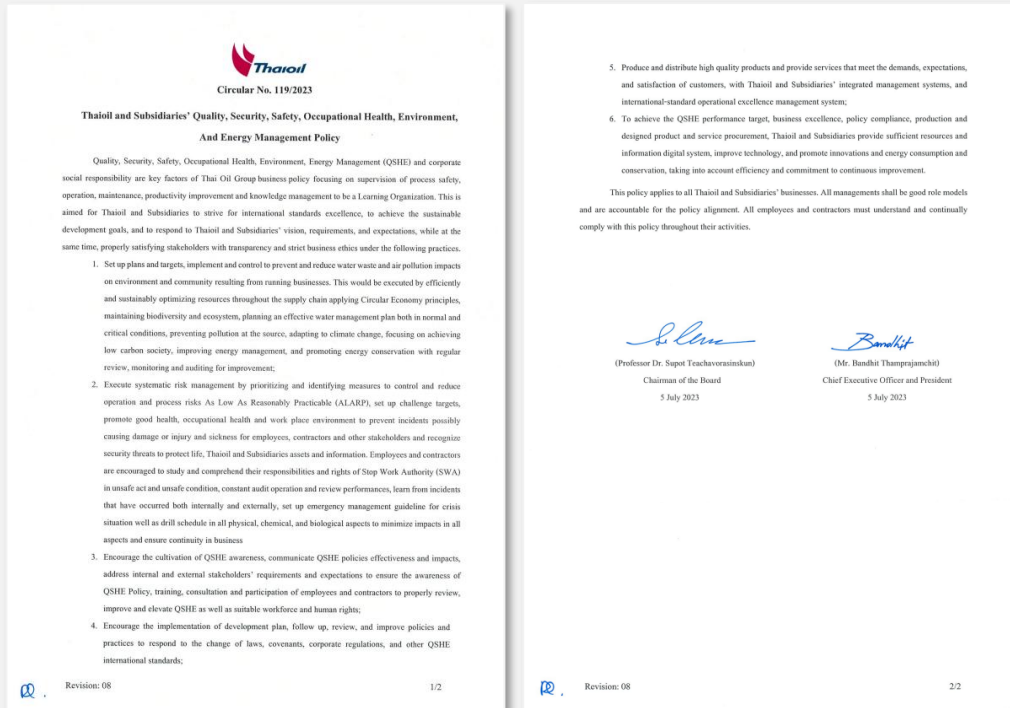 Thaioil
Circular No. 119/2023
Thaioil and Subsidiaries' Quality, Security, Safety, Occupational Health, Environment,
And Energy Management Policy
Quality, Security, Safety, Occupational Health, Environment, Energy Management (QSHE) and corporate
social responsibility are key factors of Thai Oil Group business policy focusing on supervision of process safety,
operation, maintenance, productivity improvement and knowledge management to be a Learning Organization. This is
aimed for Thaioil and Subsidiaries to strive for international standards excellence, to achieve the sustainable
development goals, and to respond to Thaioil and Subsidiaries' vision, requirements, and expectations, while at the
same time, properly satisfying stakeholders with transparency and strict business ethics under the following practices.
1. Set up plans and targets, implement and control to prevent and reduce water waste and air pollution impacts
on environment and community resulting from running businesses. This would be executed by efficiently
and sustainably optimizing resources throughout the supply chain applying Circular Economy principles,
maintaining biodiversity and ecosystem, planning an effective water management plan both in normal and
critical conditions, preventing pollution at the source, adapting to climate change, focusing on achieving
low carbon society, improving energy management, and promoting energy conservation with regular
review, monitoring and auditing for improvement;
2. Execute systematic risk management by prioritizing and identifying measures to control and reduce
operation and process risks As Low As Reasonably Practicable (ALARP), set up challenge targets,
promote good health, occupational health and work place environment to prevent incidents possibly
causing damage or injury and sickness for employees, contractors and other stakeholders and recognize
security threats to protect life, Thaioil and Subsidiaries assets and information. Employees and contractors
are encouraged to study and comprehend their responsibilities and rights of Stop Work Authority (SWA)
in unsafe act and unsafe condition, constant audit operation and review performances, learn from incidents
that have occurred both internally and externally, set up emergency management guideline for crisis
situation well as drill schedule in all physical, chemical, and biological aspects to minimize impacts in all
aspects and ensure continuity in business
3. Encourage the cultivation of QSHE awareness, communicate QSHE policies effectiveness and impacts,
address internal and external stakeholders' requirements and expectations to ensure the awareness of
QSHE Policy, training, consultation and participation of employees and contractors to properly review,
improve and elevate QSHE as well as suitable workforce and human rights;
4. Encourage the implementation of development plan, follow up, review, and improve policies and
practices to respond to the change of laws, covenants, corporate regulations, and other QSHE
international standards;
Revision: 08
1/2
5. Produce and distribute high quality products and provide services that meet the demands, expectations,
and satisfaction of customers, with Thaioil and Subsidiaries' integrated management systems, and
international-standard operational excellence management system;
6. To achieve the QSHE performance target, business excellence, policy compliance, production and
designed product and service procurement, Thaioil and Subsidiaries provide sufficient resources and
information digital system, improve technology, and promote innovations and energy consumption and
conservation, taking into account efficiency and commitment to continuous improvement.
This policy applies to all Thaioil and Subsidiaries' businesses. All managements shall be good role models
and are accountable for the policy alignment. All employees and contractors must understand and continually
comply with this policy throughout their activities.
Bandhit
(Professor Dr. Supot Teachavorasinskun)
Chairman of the Board
5 July 2023
(Mr. Bandhit Thamprajamchit)
Chief Executive Officer and President
5 July 2023
Revision: 08
2/2